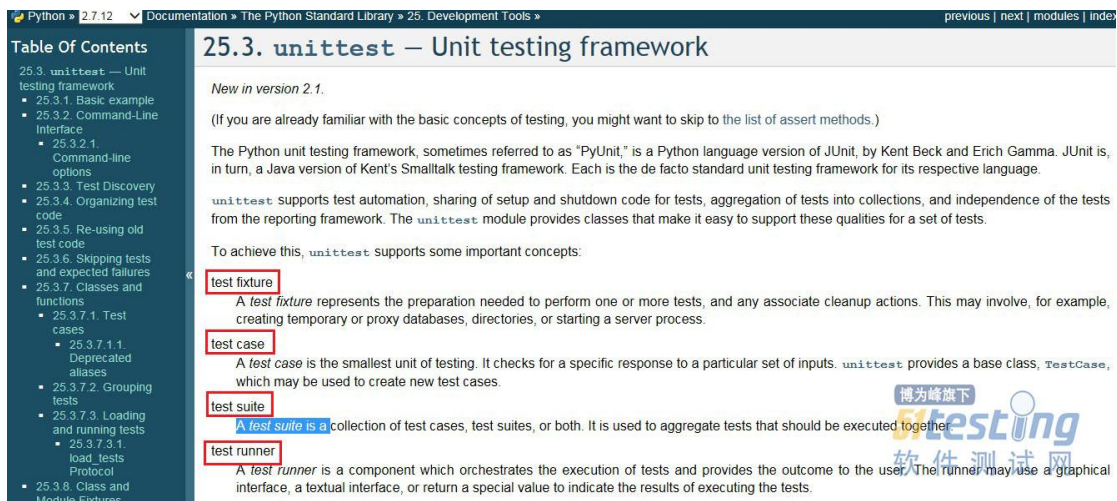 Python » 2.7.12 Documentation » The Python Standard Library » 25. Development Tools »
previous | next | modules | index
Table Of Contents
25.3. unittest — Unit
testing framework
25.3.1. Basic example
25.3.2. Command-Line
Interface
25.3.2.1.
Command-line
options
25.3.3. Test Discovery
25.3.4. Organizing test
code
25.3.5. Re-using old
test code
25.3.6. Skipping tests
and expected failures
25.3.7. Classes and
functions
25.3.7.1. Test
cases
25.3.7.1.1.
Deprecated
aliases
25.3.7.2. Grouping
tests
25.3.7.3. Loading
and running tests
25.3.7.3.1.
load_tests
Protocol
25.3.8. Class and
Module Fixtures
«
25.3. unittest — Unit testing framework
New in version 2.1.
(If you are already familiar with the basic concepts of testing, you might want to skip to the list of assert methods.)
The Python unit testing framework, sometimes referred to as “PyUnit,” is a Python language version of JUnit, by Kent Beck and Erich Gamma. JUnit is,
in turn, a Java version of Kent’s Smalltalk testing framework. Each is the de facto standard unit testing framework for its respective language.
unittest supports test automation, sharing of setup and shutdown code for tests, aggregation of tests into collections, and independence of the tests
from the reporting framework. The unittest module provides classes that make it easy to support these qualities for a set of tests.
To achieve this, unittest supports some important concepts:
test fixture
A test fixture represents the preparation needed to perform one or more tests, and any associate cleanup actions. This may involve, for example,
creating temporary or proxy databases, directories, or starting a server process.
test case
A test case is the smallest unit of testing. It checks for a specific response to a particular set of inputs. unittest provides a base class, TestCase,
which may be used to create new test cases.
test suite
A test suite is a collection of test cases, test suites, or both. It is used to aggregate tests that should be executed together.
test runner
A test runner is a component which orchestrates the execution of tests and provides the outcome to the user. The runner may use a graphical
interface, a textual interface, or return a special value to indicate the results of executing the tests.
博为峰旗下
51testing
软件测试网